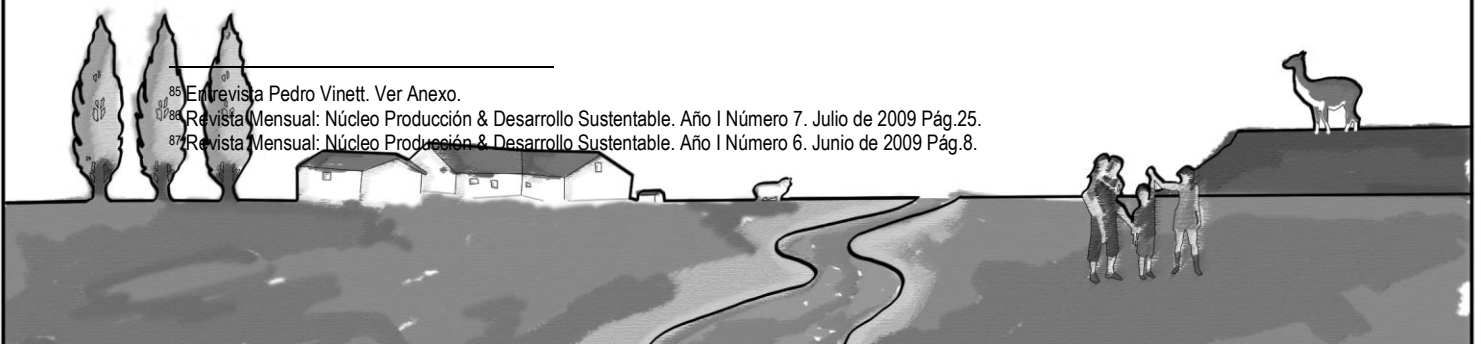 85 Entrevista Pedro Vinett. Ver Anexo.
86 Revista Mensual: Núcleo Producción & Desarrollo Sustentable. Año I Número 7. Julio de 2009 Pág.25.
87 Revista Mensual: Núcleo Producción & Desarrollo Sustentable. Año I Número 6. Junio de 2009 Pág.8.